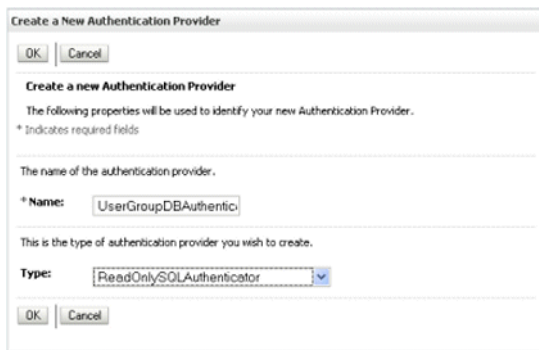 Create a New Authentication Provider
OK Cancel
Create a new Authentication Provider
The following properties will be used to identify your new Authentication Provider.
* Indicates required fields
The name of the authentication provider.
* Name: UserGroupDBAuthentic
This is the type of authentication provider you wish to create.
Type: ReadOnlySQLAuthenticator
OK Cancel